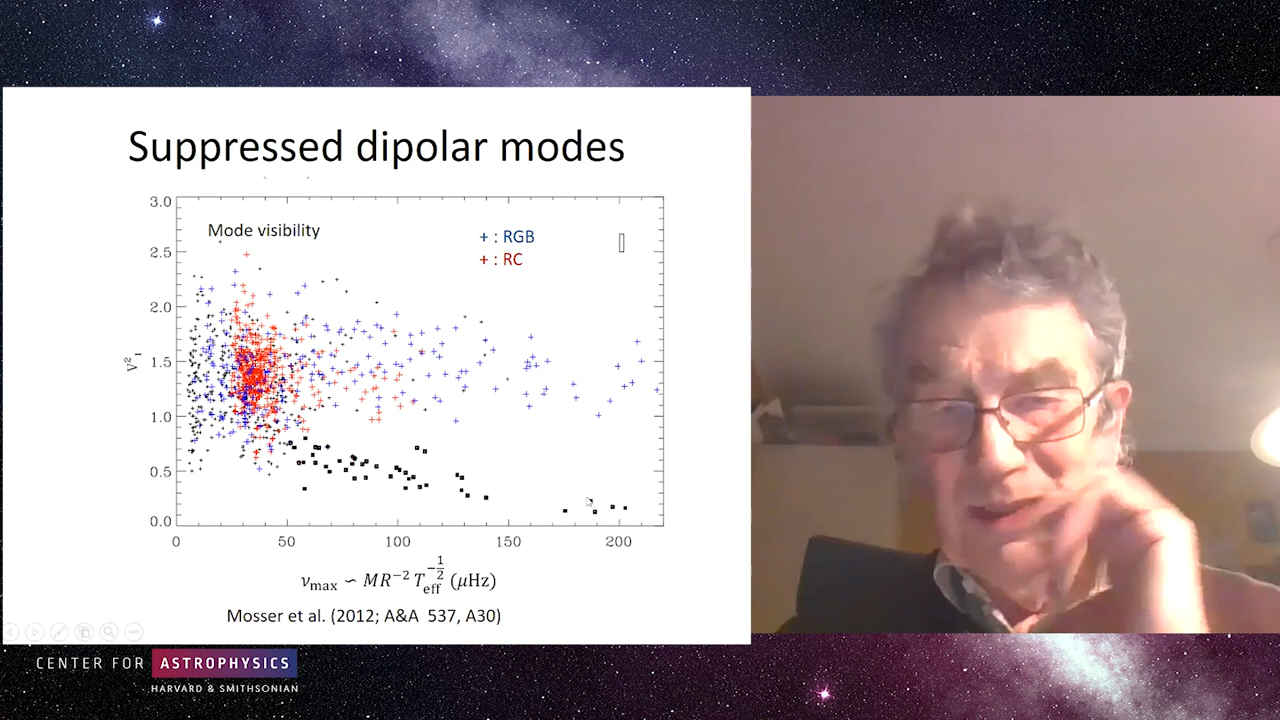 Suppressed dipolar modes
3.0
Mode visibility
+ : RGB
+ : RC
2.5
2.0
1.5
V²₁
1.0
0.5
0.0
0 50 100 150 200
νmax ∽ MR⁻² Teff^-1/2 (μHz)
Mosser et al. (2012; A&A 537, A30)
CENTER FOR ASTROPHYSICS
HARVARD & SMITHSONIAN